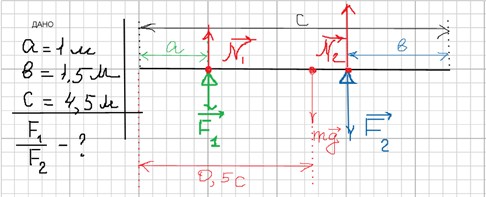 ДАНО
a = 1 м
в = 1,5 м
c = 4,5 м
F₁
F₂ - ?
c
a
N₁
N₂
в
F₁
mg
F₂
0,5c